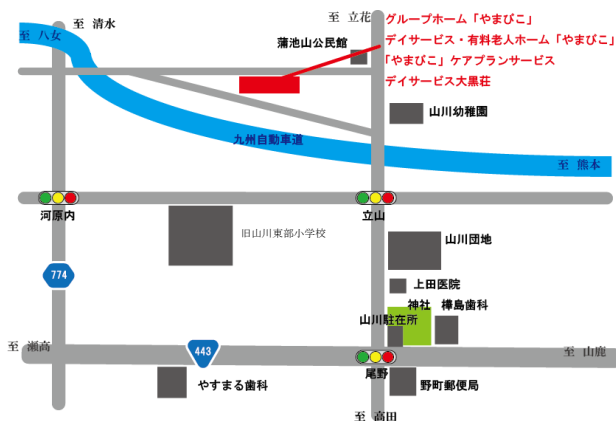 至 立花
グループホーム「やまびこ」
至 清水
至 八女
デイサービス・有料老人ホーム「やまびこ」
蒲池山公民館
「やまびこ」ケアプランサービス
デイサービス大黒荘
山川幼稚園
九州自動車道
至 熊本
河原内
立山
旧山川東部小学校
山川団地
774
上田医院
神社
樺島歯科
山川駐在所
至 瀬高
443
至 山鹿
尾野
やすまる歯科
野町郵便局
至 高田